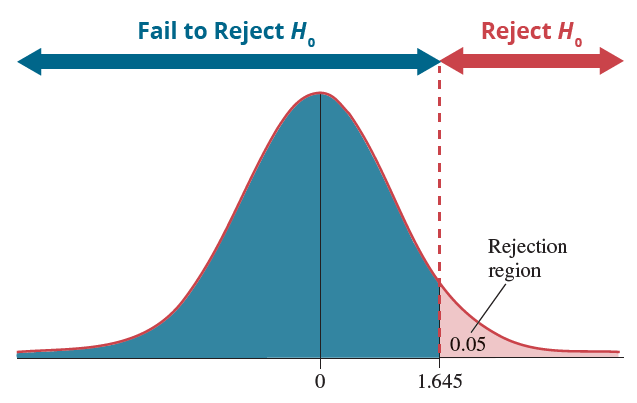 Fail to Reject H₀
Reject H₀
Rejection
region
0.05
0
1.645